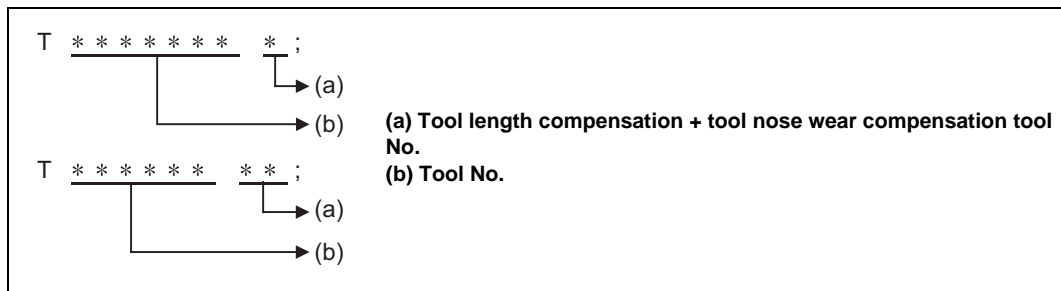 T * * * * * * * * ;
(a)
(b)
(a) Tool length compensation + tool nose wear compensation tool
No.
(b) Tool No.
T * * * * * * * * ;
(a)
(b)